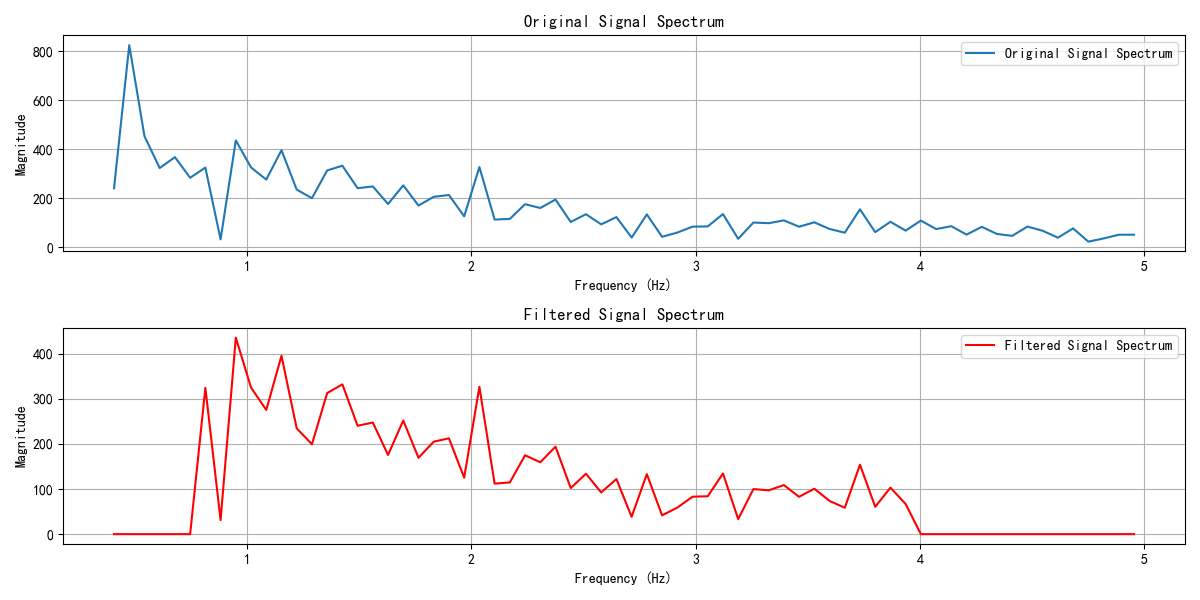 Original Signal Spectrum
Original Signal Spectrum
Magnitude
800
600
400
200
0
1 2 3 4 5
Frequency (Hz)
Filtered Signal Spectrum
Filtered Signal Spectrum
Magnitude
400
300
200
100
0
1 2 3 4 5
Frequency (Hz)